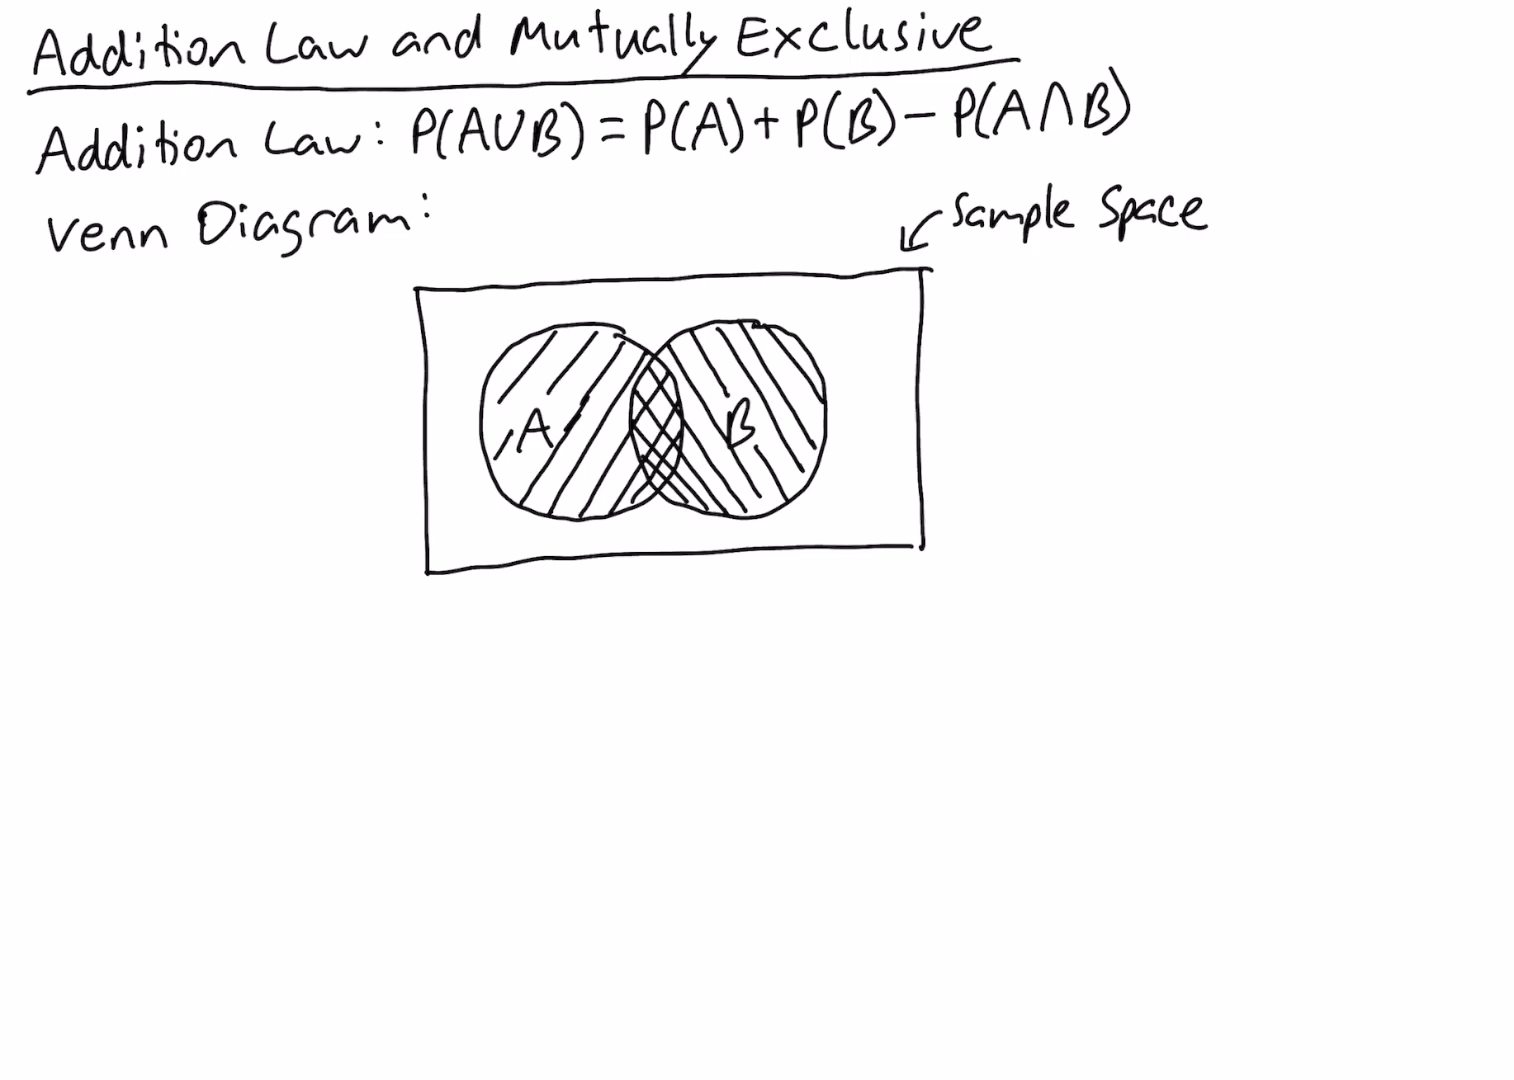 Addition Law and Mutually Exclusive
Addition Law: P(A∪B) = P(A) + P(B) − P(A∩B)
Venn Diagram:
Sample Space
A
B